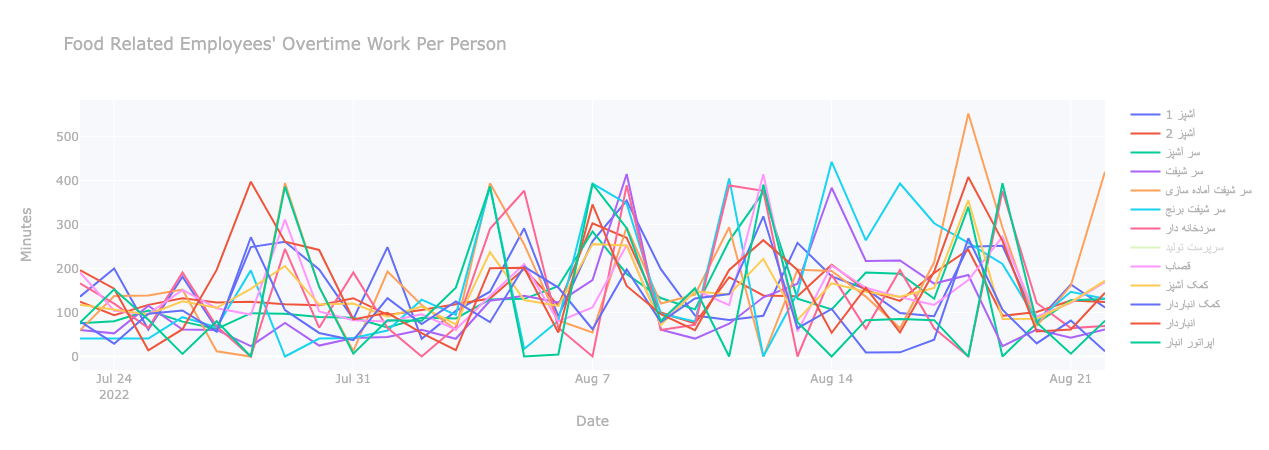 Food Related Employees' Overtime Work Per Person
Minutes
500
400
300
200
100
0
Jul 24
2022
Jul 31
Aug 7
Aug 14
Aug 21
Date
آشپز 1
آشپز 2
سر آشپز
سر شیفت
سر شیفت آماده سازی
سر شیفت برنج
سردخانه دار
سرپرست تولید
قصاب
کمک آشپز
کمک انباردار
انباردار
اپراتور انبار